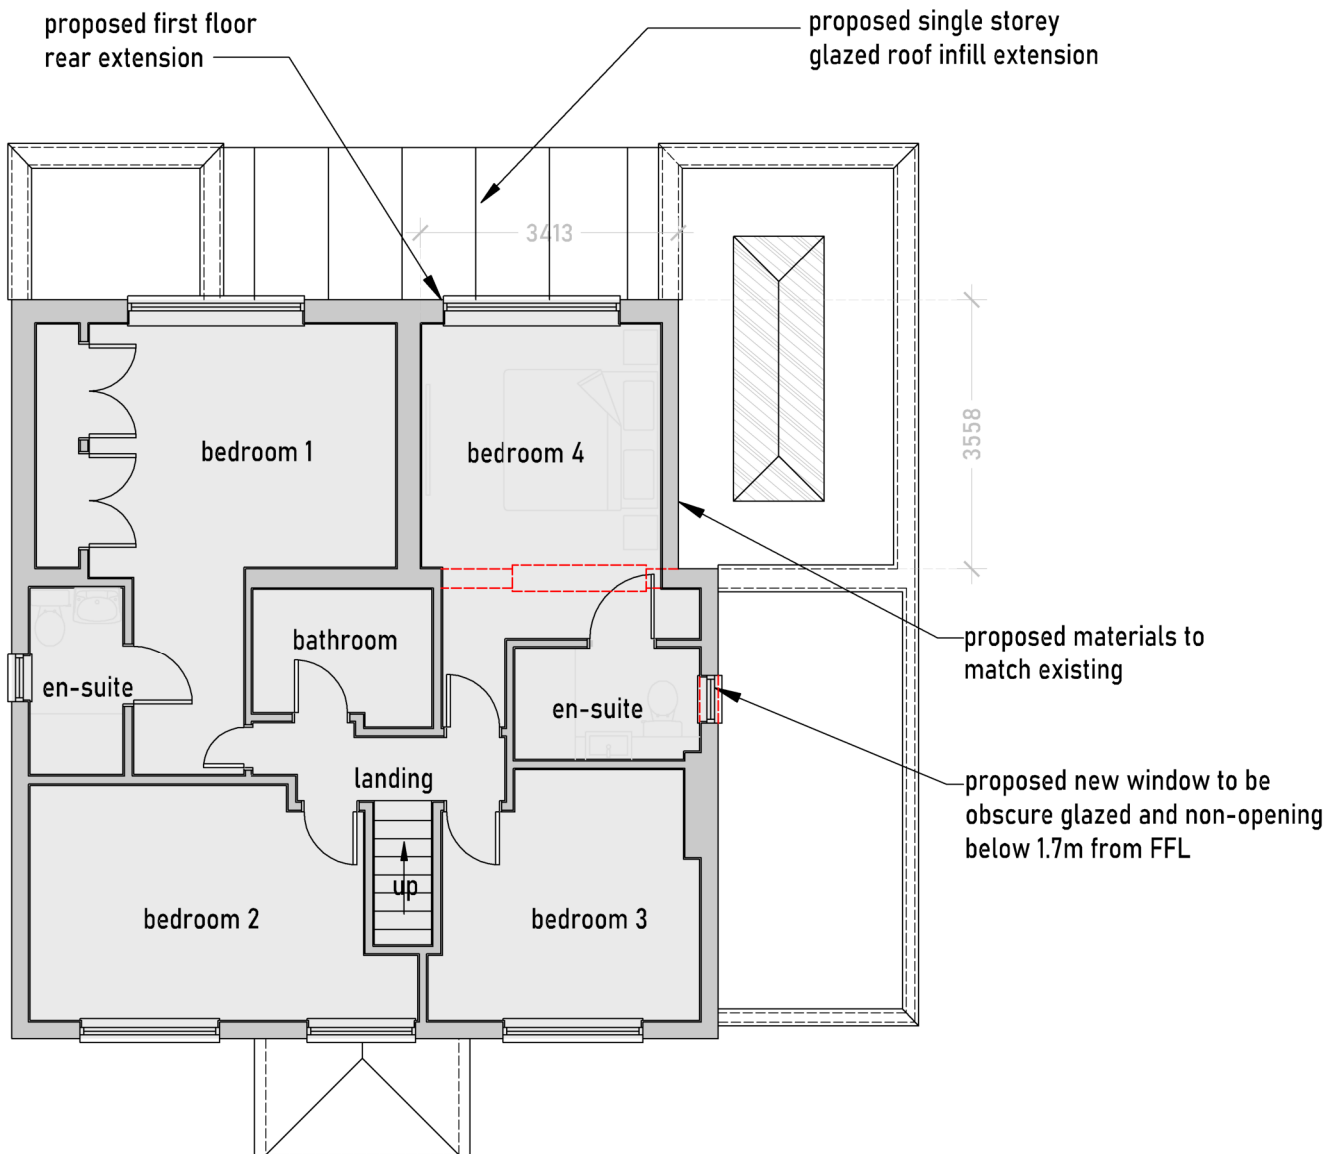 proposed first floor
rear extension
proposed single storey
glazed roof infill extension
3413
3558
bedroom 1
bedroom 4
bathroom
en-suite
en-suite
proposed materials to
match existing
landing
proposed new window to be
obscure glazed and non-opening
below 1.7m from FFL
up
bedroom 2
bedroom 3